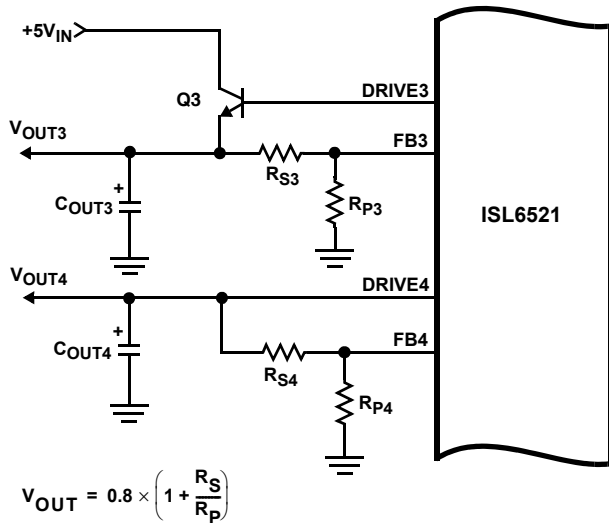 +5VIN
DRIVE3
Q3
VOUT3
FB3
RS3
+
COUT3
RP3
ISL6521
VOUT4
DRIVE4
+
COUT4
FB4
RS4
RP4
VOUT = 0.8 × (1 + RS/RP)